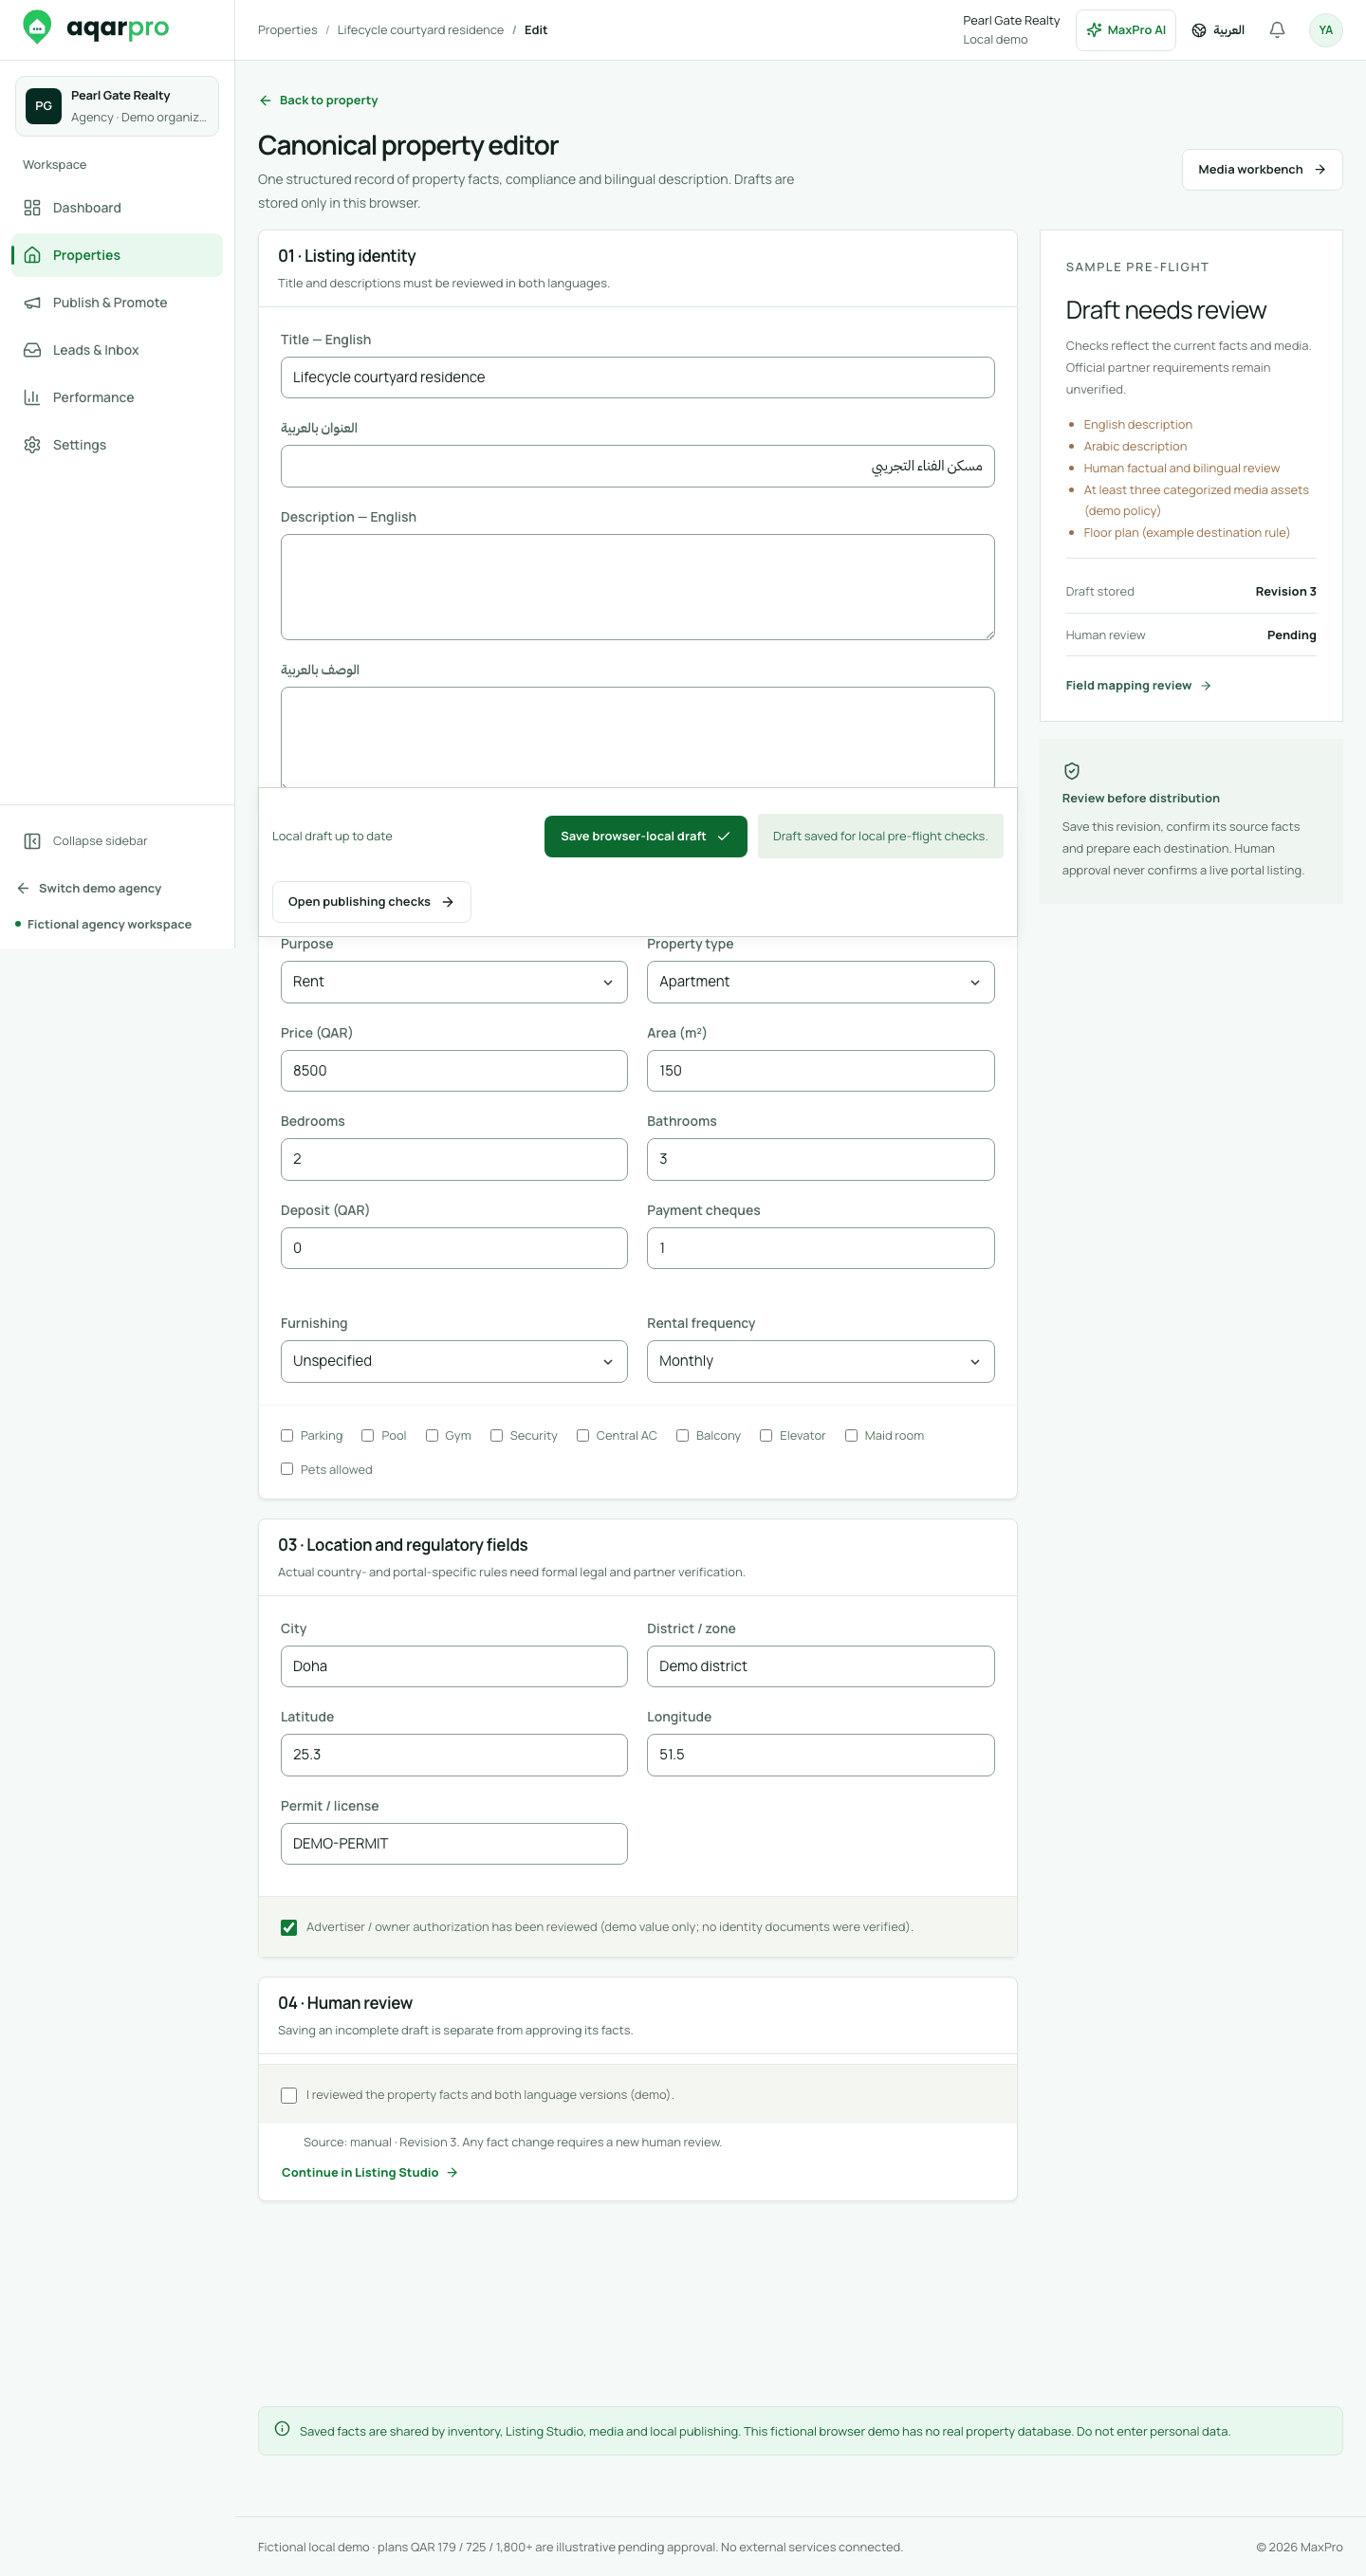 aqarpro
Properties / Lifecycle courtyard residence / Edit
Pearl Gate Realty
Local demo
MaxPro AI
العربية
YA
PG
Pearl Gate Realty
Agency · Demo organiz...
Workspace
Dashboard
Properties
Publish & Promote
Leads & Inbox
Performance
Settings
Collapse sidebar
Switch demo agency
Fictional agency workspace
Back to property
Canonical property editor
One structured record of property facts, compliance and bilingual description. Drafts are
stored only in this browser.
Media workbench
01 · Listing identity
Title and descriptions must be reviewed in both languages.
Title — English
Lifecycle courtyard residence
العنوان بالعربية
مسكن الفناء التجريبي
Description — English
الوصف بالعربية
Local draft up to date
Save browser-local draft
Draft saved for local pre-flight checks.
Open publishing checks
Purpose
Property type
Rent
Apartment
Price (QAR)
Area (m²)
8500
150
Bedrooms
Bathrooms
2
3
Deposit (QAR)
Payment cheques
0
1
Furnishing
Rental frequency
Unspecified
Monthly
Parking
Pool
Gym
Security
Central AC
Balcony
Elevator
Maid room
Pets allowed
03 · Location and regulatory fields
Actual country- and portal-specific rules need formal legal and partner verification.
City
District / zone
Doha
Demo district
Latitude
Longitude
25.3
51.5
Permit / license
DEMO-PERMIT
Advertiser / owner authorization has been reviewed (demo value only; no identity documents were verified).
04 · Human review
Saving an incomplete draft is separate from approving its facts.
I reviewed the property facts and both language versions (demo).
Source: manual · Revision 3. Any fact change requires a new human review.
Continue in Listing Studio
SAMPLE PRE-FLIGHT
Draft needs review
Checks reflect the current facts and media.
Official partner requirements remain
unverified.
English description
Arabic description
Human factual and bilingual review
At least three categorized media assets
(demo policy)
Floor plan (example destination rule)
Draft stored
Revision 3
Human review
Pending
Field mapping review
Review before distribution
Save this revision, confirm its source facts
and prepare each destination. Human
approval never confirms a live portal listing.
Saved facts are shared by inventory, Listing Studio, media and local publishing. This fictional browser demo has no real property database. Do not enter personal data.
Fictional local demo · plans QAR 179 / 725 / 1,800+ are illustrative pending approval. No external services connected.
© 2026 MaxPro